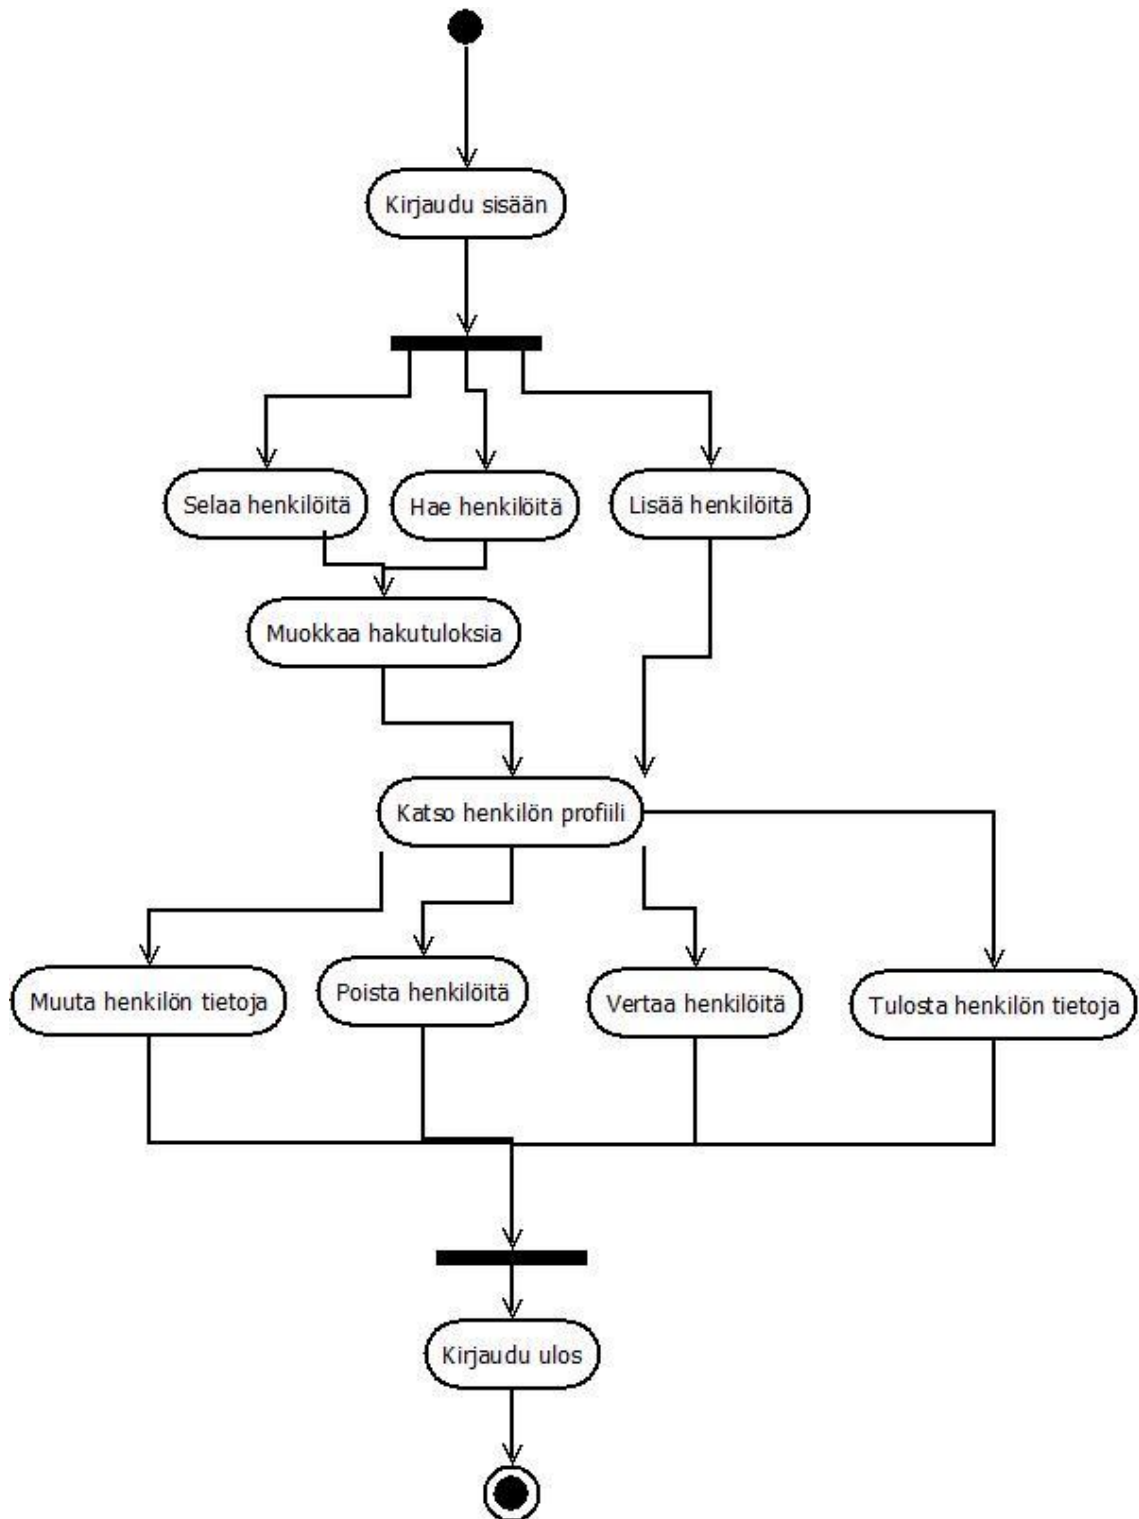 Kirjaudu sisään
Selaa henkilöitä
Hae henkilöitä
Lisää henkilöitä
Muokkaa hakutuloksia
Katso henkilön profiili
Muuta henkilön tietoja
Poista henkilöitä
Vertaa henkilöitä
Tulosta henkilön tietoja
Kirjaudu ulos